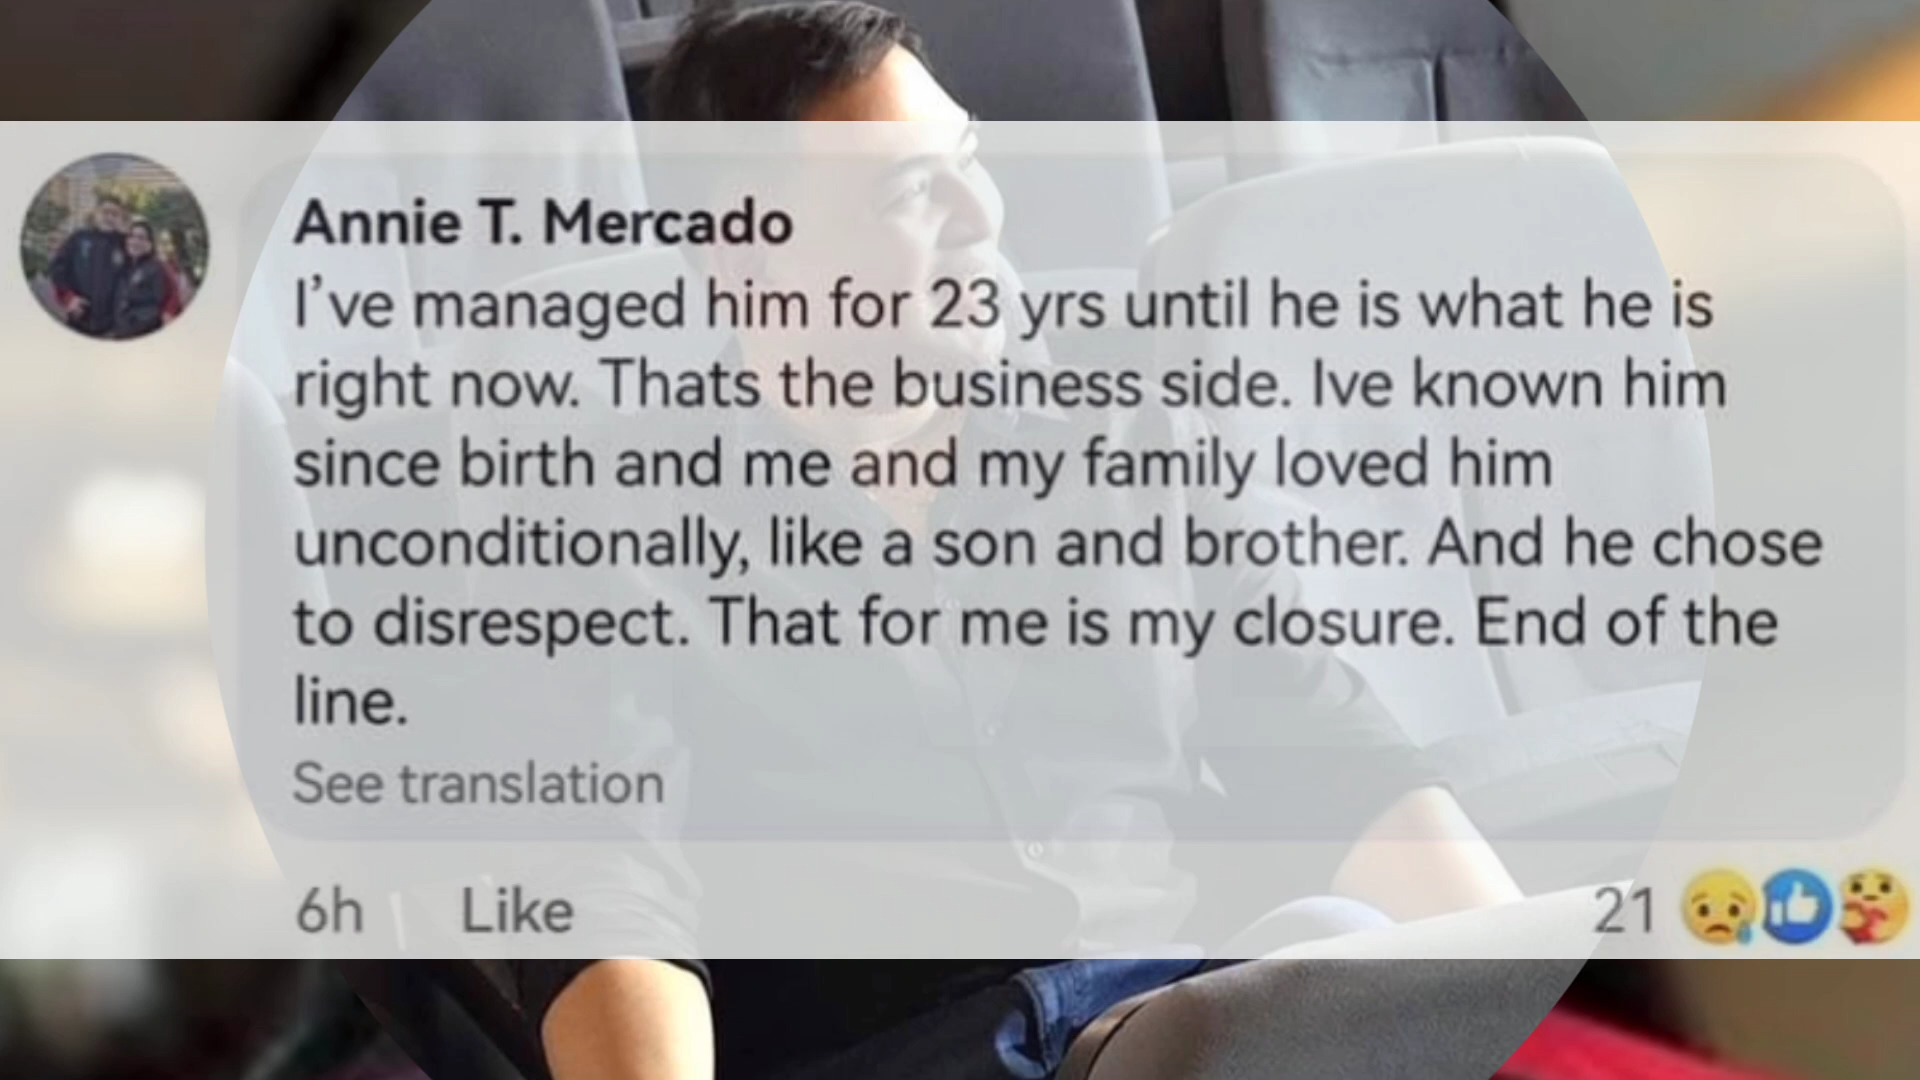 Annie T. Mercado
I’ve managed him for 23 yrs until he is what he is
right now. Thats the business side. Ive known him
since birth and me and my family loved him
unconditionally, like a son and brother. And he chose
to disrespect. That for me is my closure. End of the
line.
See translation
6h Like 21